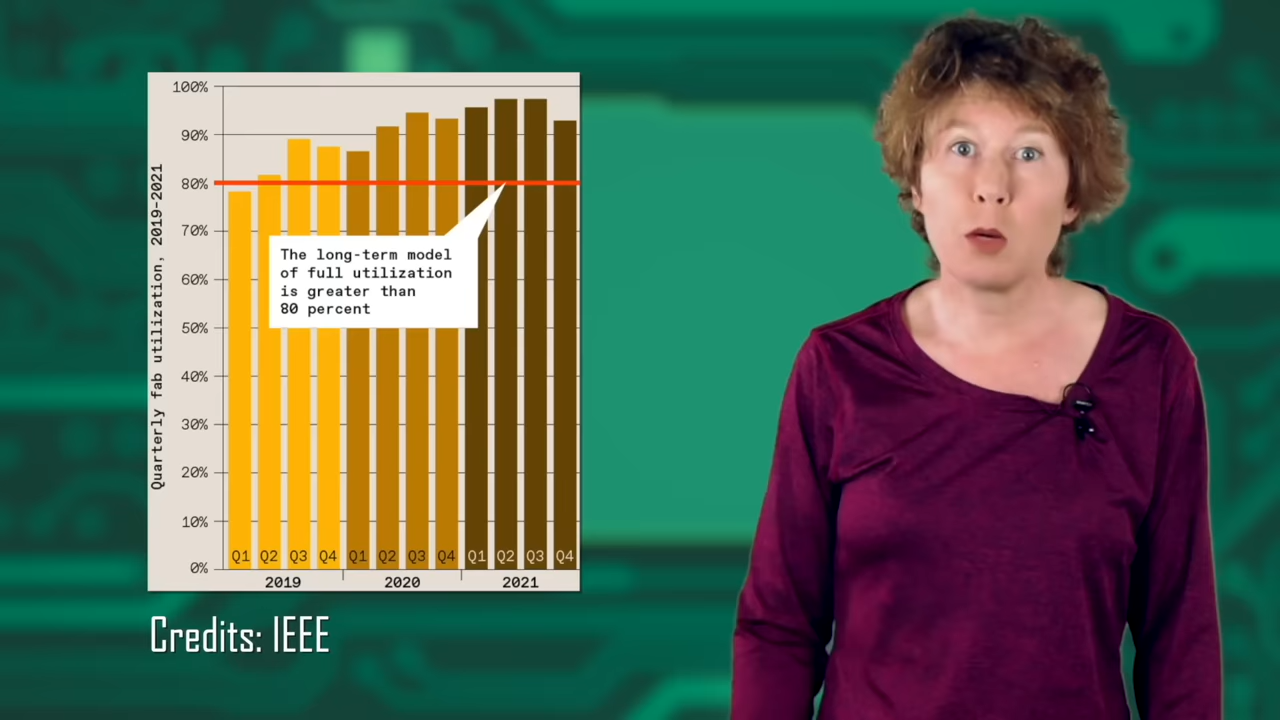 100%
90%
80%
70%
60%
50%
40%
30%
20%
10%
0%
Quarterly fab utilization, 2019-2021
The long-term model
of full utilization
is greater than
80 percent
Q1 Q2 Q3 Q4 Q1 Q2 Q3 Q4 Q1 Q2 Q3 Q4
2019 2020 2021
Credits: IEEE